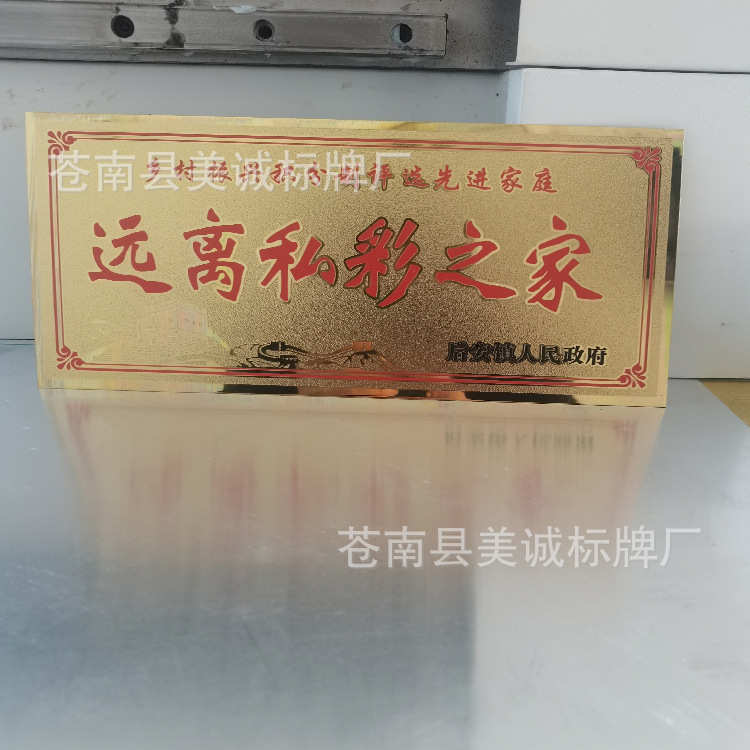 苍南县美诚标牌厂
乡村振兴 评选先进家庭
远离私彩之家
后安镇人民政府
苍南县美诚标牌厂